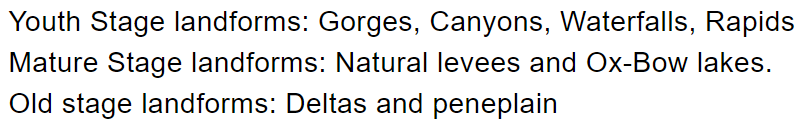 Youth Stage landforms: Gorges, Canyons, Waterfalls, Rapids
Mature Stage landforms: Natural levees and Ox-Bow lakes.
Old stage landforms: Deltas and peneplain